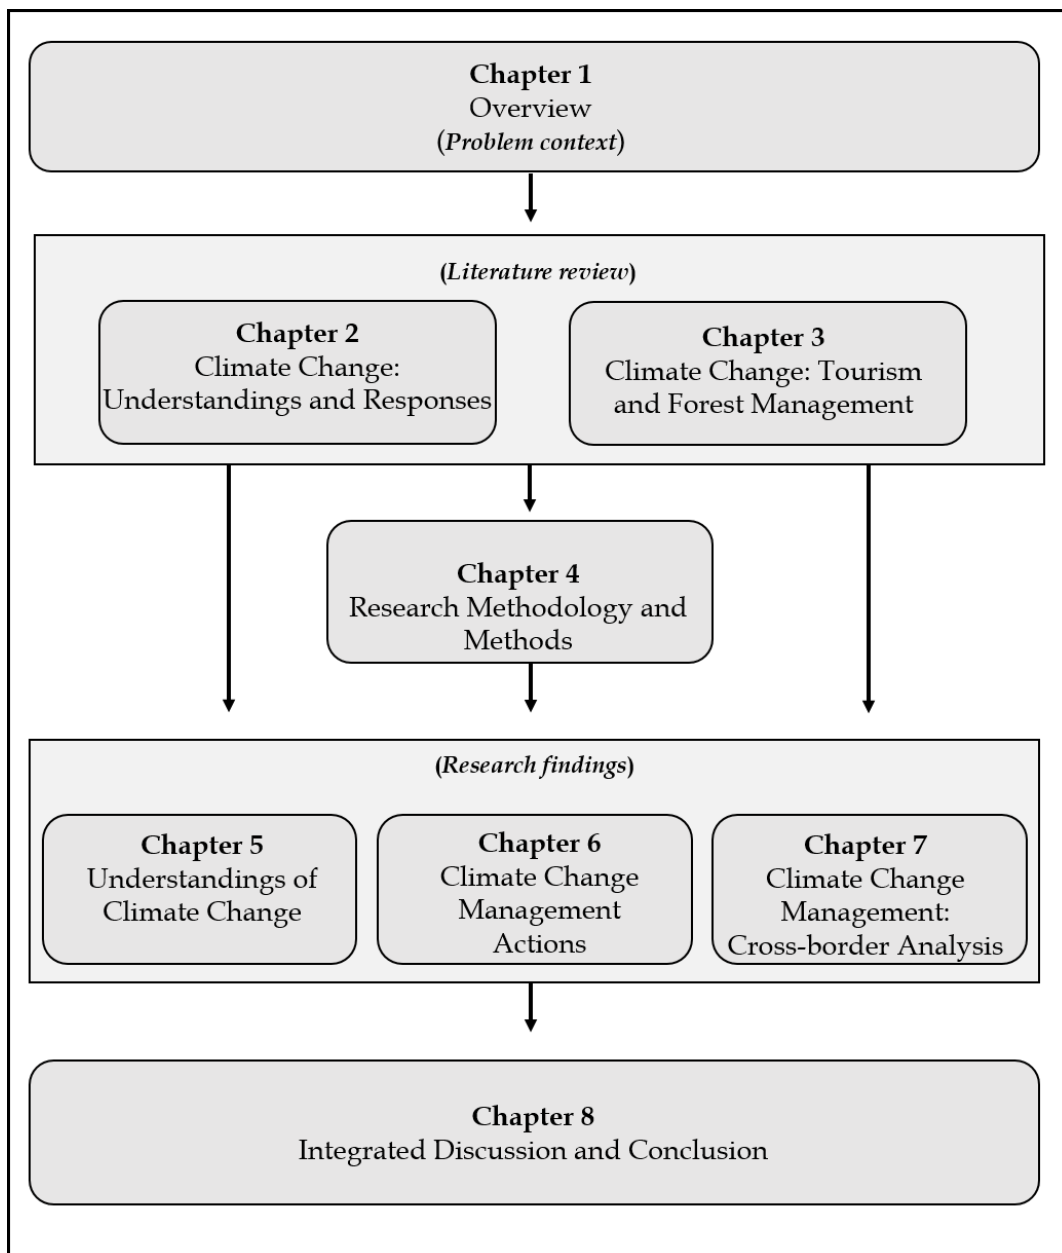 Chapter 1
Overview
(Problem context)
(Literature review)
Chapter 2
Climate Change:
Understandings and Responses
Chapter 3
Climate Change: Tourism
and Forest Management
Chapter 4
Research Methodology and
Methods
(Research findings)
Chapter 5
Understandings of
Climate Change
Chapter 6
Climate Change
Management
Actions
Chapter 7
Climate Change
Management:
Cross-border Analysis
Chapter 8
Integrated Discussion and Conclusion